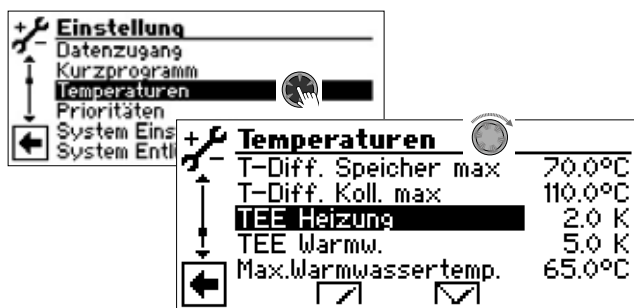 Einstellung
Datenzugang
Kurzprogramm
Temperaturen
Prioritäten
System Eins
System Entl
Temperaturen
T-Diff. Speicher max 70.0°C
T-Diff. Koll. max 110.0°C
TEE Heizung 2.0 K
TEE Warmw. 5.0 K
Max.Warmwassertemp. 65.0°C